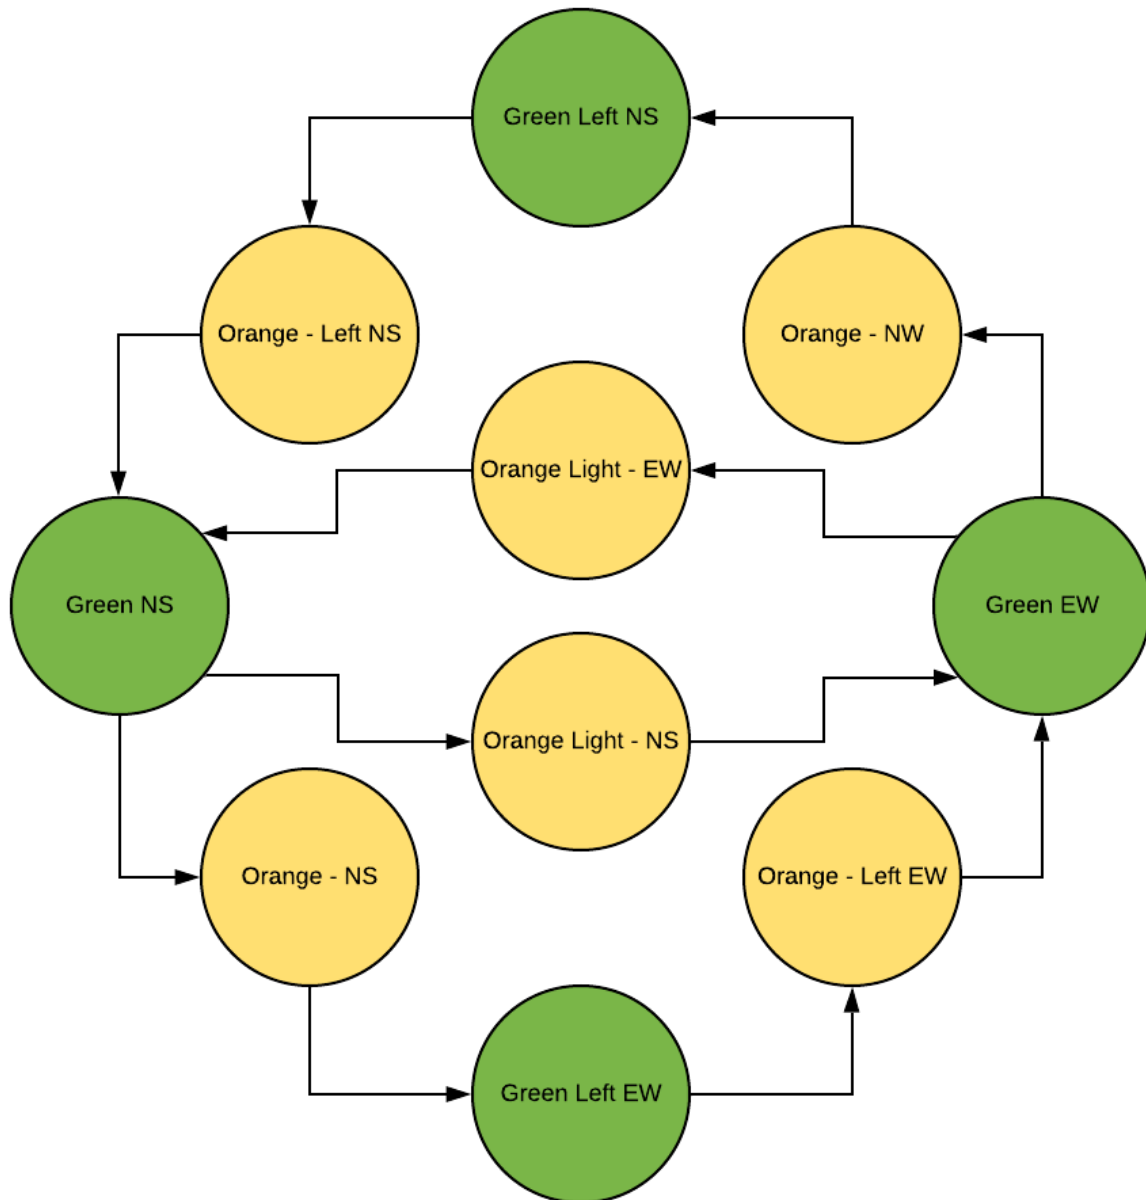 Green Left NS
Orange - Left NS
Orange - NW
Orange Light - EW
Green NS
Green EW
Orange Light - NS
Orange - NS
Orange - Left EW
Green Left EW